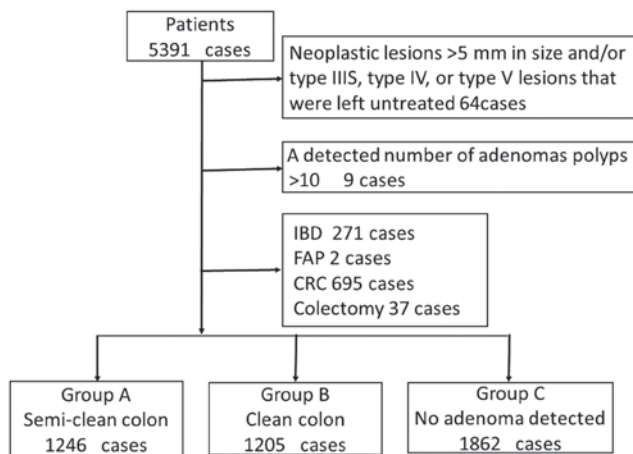 Patients
5391 cases
Neoplastic lesions >5 mm in size and/or
type IIIS, type IV, or type V lesions that
were left untreated 64cases
A detected number of adenomas polyps
>10 9 cases
IBD 271 cases
FAP 2 cases
CRC 695 cases
Colectomy 37 cases
Group A
Semi-clean colon
1246 cases
Group B
Clean colon
1205 cases
Group C
No adenoma detected
1862 cases